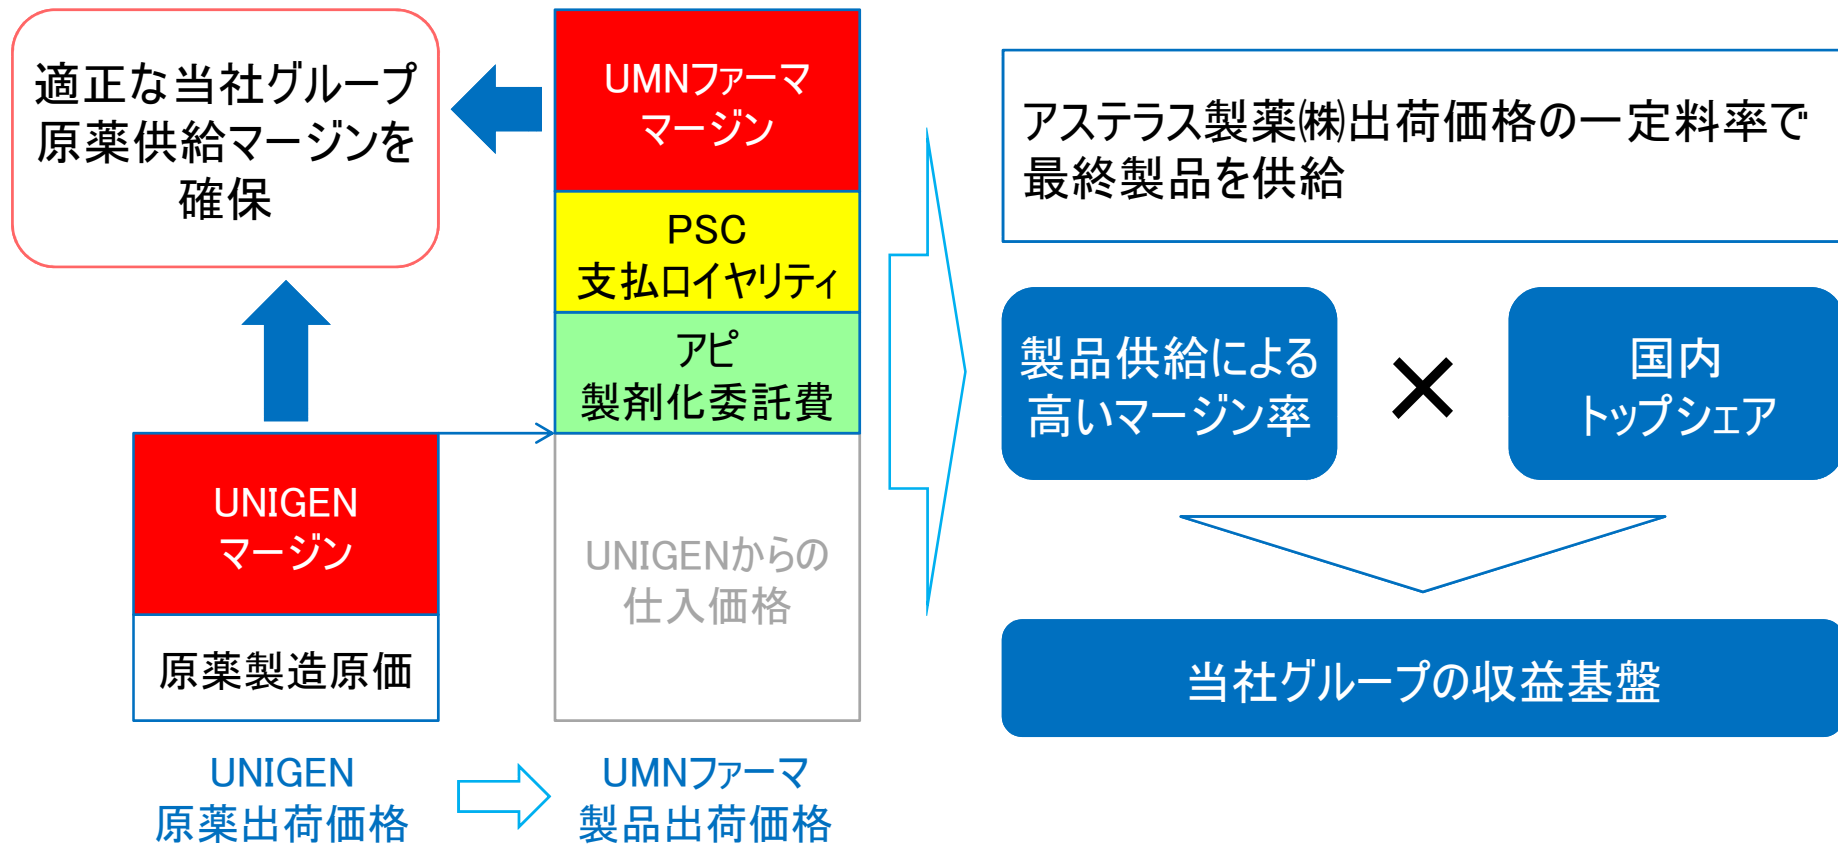 適正な当社グループ
原薬供給マージンを
確保
UMNファーマ
マージン
PSC
支払ロイヤリティ
アピ
製剤化委託費
UNIGENからの
仕入価格
UNIGEN
マージン
原薬製造原価
UNIGEN
原薬出荷価格
UMNファーマ
製品出荷価格
アステラス製薬㈱出荷価格の一定料率で
最終製品を供給
製品供給による
高いマージン率
×
国内
トップシェア
当社グループの収益基盤